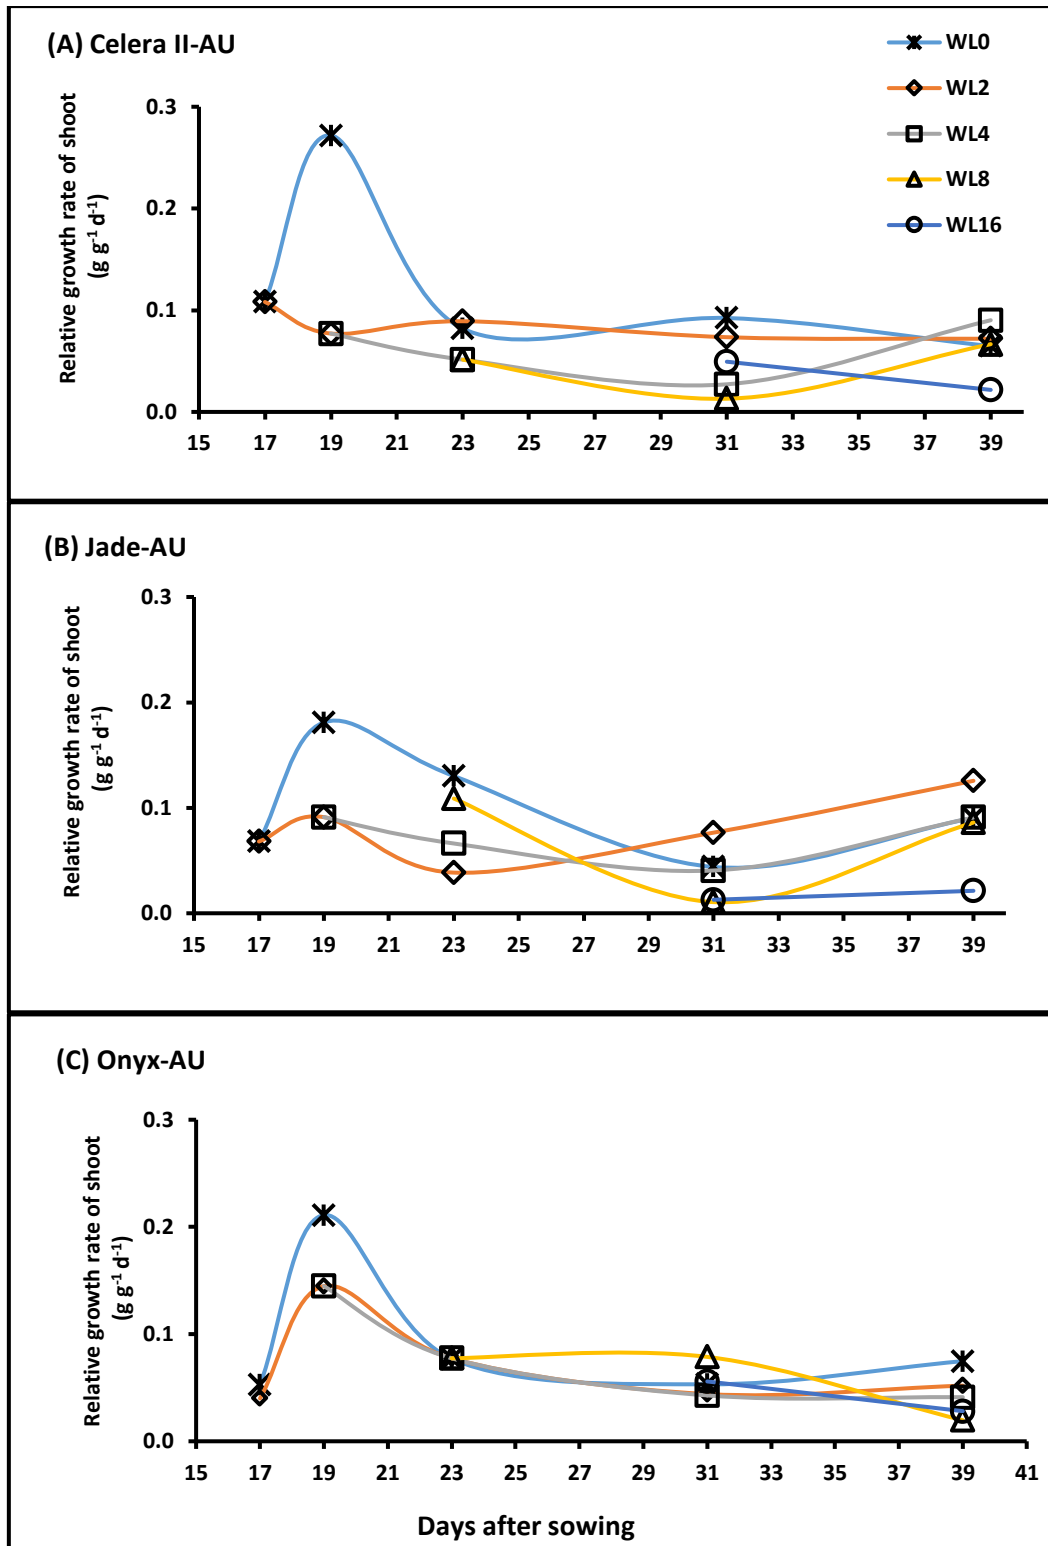 (A) Celera II-AU
WL0
WL2
WL4
WL8
WL16
Relative growth rate of shoot
(g g⁻¹ d⁻¹)
0.3
0.2
0.1
0.0
15 17 19 21 23 25 27 29 31 33 35 37 39
(B) Jade-AU
Relative growth rate of shoot
(g g⁻¹ d⁻¹)
0.3
0.2
0.1
0.0
15 17 19 21 23 25 27 29 31 33 35 37 39
(C) Onyx-AU
Relative growth rate of shoot
(g g⁻¹ d⁻¹)
0.3
0.2
0.1
0.0
15 17 19 21 23 25 27 29 31 33 35 37 39 41
Days after sowing